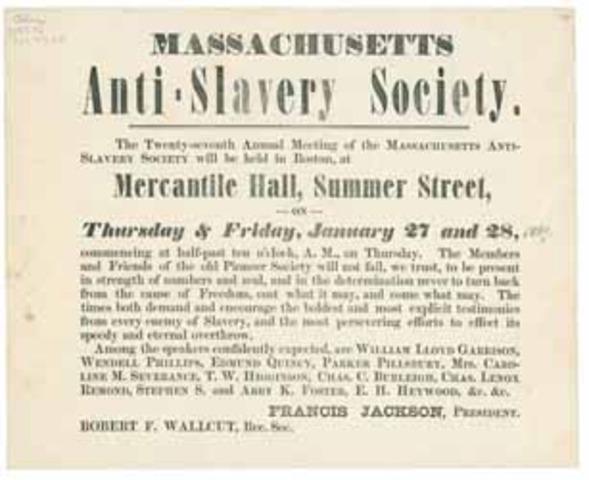 MASSACHUSETTS
Anti-Slavery Society.
The Twenty-seventh Annual Meeting of the MASSACHUSETTS ANTI-
SLAVERY SOCIETY will be held in Boston, at
Mercantile Hall, Summer Street,
—ON—
Thursday & Friday, January 27 and 28,
commencing at half-past ten o'clock, A. M., on Thursday. The Members
and Friends of the old Pioneer Society will not fail, we trust, to be present
in strength of numbers and zeal, and in the determination never to turn back
from the cause of Freedom, cost what it may, and come what may. The
times both demand and encourage the boldest and most explicit testimonies
from every enemy of Slavery, and the most persevering efforts to effect its
speedy and eternal overthrow.
Among the speakers confidently expected, are WILLIAM LLOYD GARRISON,
WENDELL PHILLIPS, EDMUND QUINCY, PARKER PILLSBURY, MRS. CARO-
LINE M. SEVERANCE, T. W. HIGGINSON, CHAS. C. BURLEIGH, CHAS. LENOX
REMOND, STEPHEN S. and ABBY K. FOSTER, E. H. HEYWOOD, &c. &c.
FRANCIS JACKSON, PRESIDENT.
ROBERT F. WALLCUT, Rec. Sec.